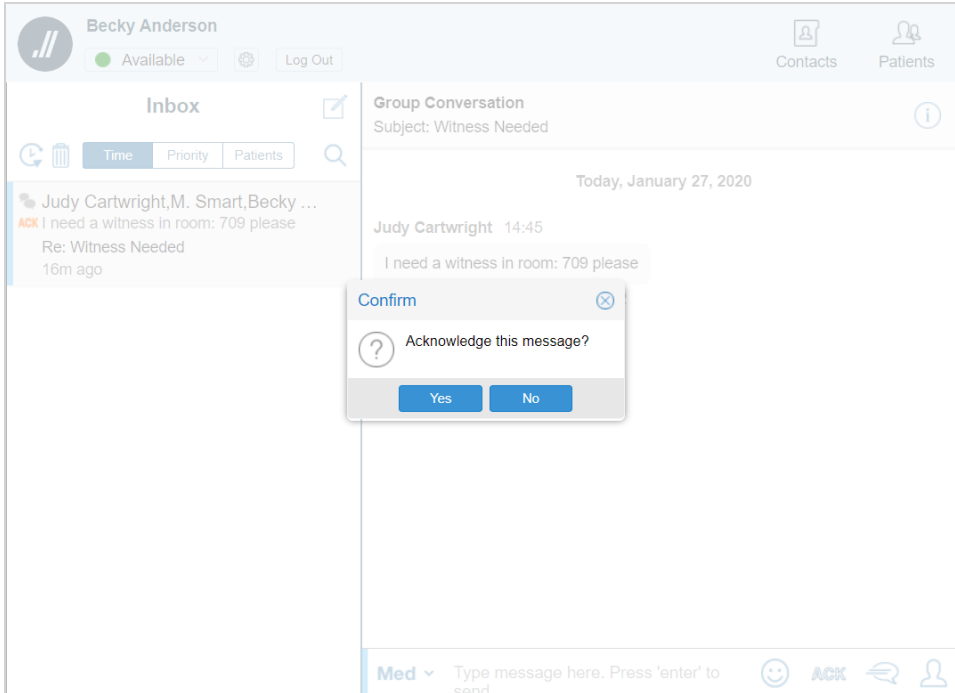 Becky Anderson
Available
Log Out
Contacts
Patients
Inbox
Time
Priority
Patients
Judy Cartwright,M. Smart,Becky ...
ACK I need a witness in room: 709 please
Re: Witness Needed
16m ago
Group Conversation
Subject: Witness Needed
Today, January 27, 2020
Judy Cartwright 14:45
I need a witness in room: 709 please
Confirm
Acknowledge this message?
Yes
No
Med
Type message here. Press 'enter' to
send
ACK